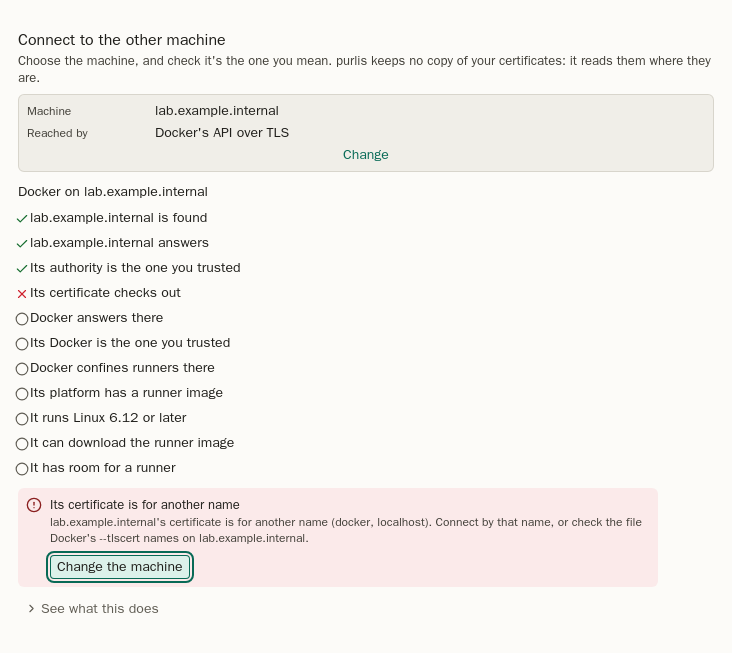 Connect to the other machine
Choose the machine, and check it's the one you mean. purlis keeps no copy of your certificates: it reads them where they
are.
Machine lab.example.internal
Reached by Docker's API over TLS
Change
Docker on lab.example.internal
lab.example.internal is found
lab.example.internal answers
Its authority is the one you trusted
Its certificate checks out
Docker answers there
Its Docker is the one you trusted
Docker confines runners there
Its platform has a runner image
It runs Linux 6.12 or later
It can download the runner image
It has room for a runner
Its certificate is for another name
lab.example.internal's certificate is for another name (docker, localhost). Connect by that name, or check the file
Docker's --tlscert names on lab.example.internal.
Change the machine
See what this does